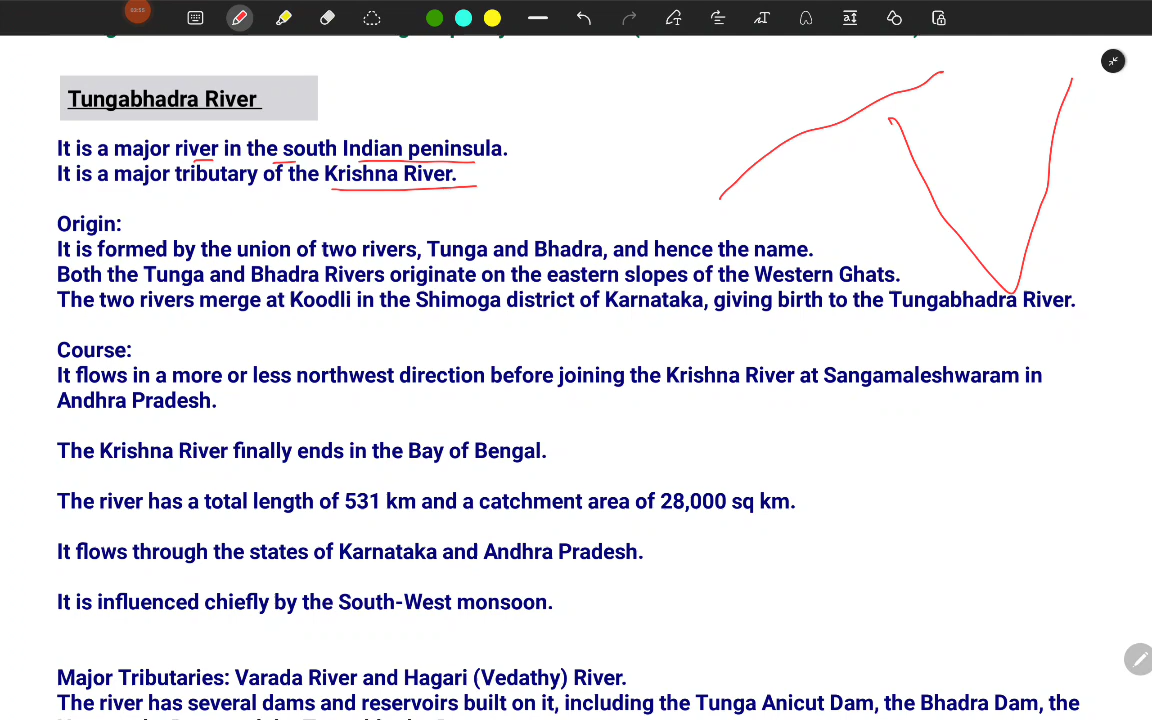 Tungabhadra River
It is a major river in the south Indian peninsula.
It is a major tributary of the Krishna River.
Origin:
It is formed by the union of two rivers, Tunga and Bhadra, and hence the name.
Both the Tunga and Bhadra Rivers originate on the eastern slopes of the Western Ghats.
The two rivers merge at Koodli in the Shimoga district of Karnataka, giving birth to the Tungabhadra River.
Course:
It flows in a more or less northwest direction before joining the Krishna River at Sangamaleshwaram in
Andhra Pradesh.
The Krishna River finally ends in the Bay of Bengal.
The river has a total length of 531 km and a catchment area of 28,000 sq km.
It flows through the states of Karnataka and Andhra Pradesh.
It is influenced chiefly by the South-West monsoon.
Major Tributaries: Varada River and Hagari (Vedathy) River.
The river has several dams and reservoirs built on it, including the Tunga Anicut Dam, the Bhadra Dam, the